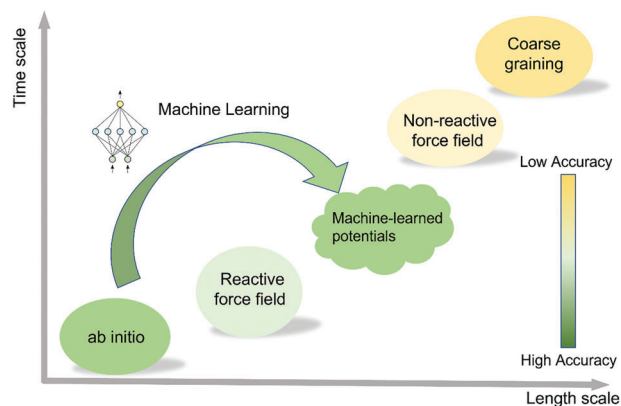 Time scale
Coarse
graining
Machine Learning
Non-reactive
force field
Low Accuracy
Machine-learned
potentials
Reactive
force field
ab initio
High Accuracy
Length scale